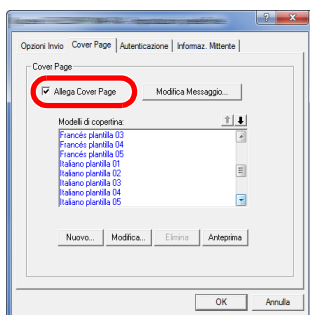 Opzioni Invio Cover Page Autenticazione Informaz. Mittente
Cover Page
Allega Cover Page Modifica Messaggio...
Modelli di copertina:
Francés plantilla 03
Francés plantilla 04
Francés plantilla 05
Italiano plantilla 01
Italiano plantilla 02
Italiano plantilla 03
Italiano plantilla 04
Italiano plantilla 05
Nuovo... Modifica... Elimina Anteprima
OK Annulla